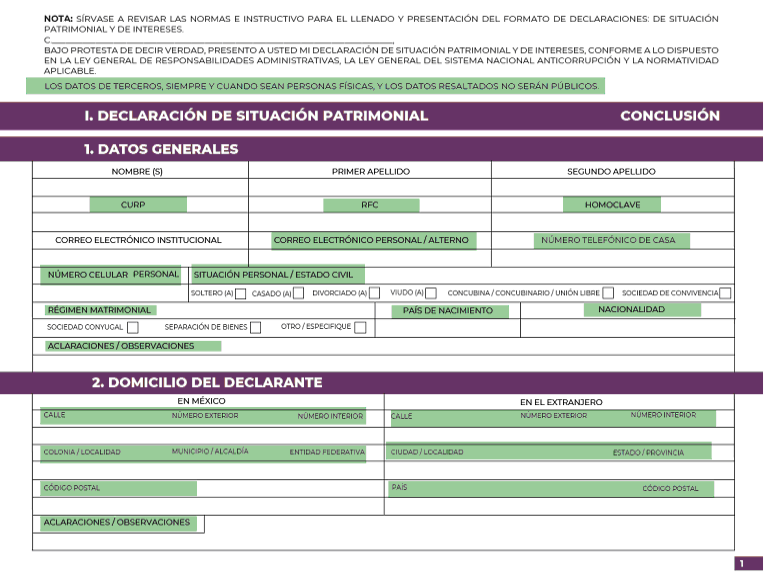 NOTA: SÍRVASE A REVISAR LAS NORMAS E INSTRUCTIVO PARA EL LLENADO Y PRESENTACIÓN DEL FORMATO DE DECLARACIONES: DE SITUACIÓN
PATRIMONIAL Y DE INTERESES.
C
BAJO PROTESTA DE DECIR VERDAD, PRESENTO A USTED MI DECLARACIÓN DE SITUACIÓN PATRIMONIAL Y DE INTERESES, CONFORME A LO DISPUESTO
EN LA LEY GENERAL DE RESPONSABILIDADES ADMINISTRATIVAS, LA LEY GENERAL DEL SISTEMA NACIONAL ANTICORRUPCIÓN Y LA NORMATIVIDAD
APLICABLE.
LOS DATOS DE TERCEROS, SIEMPRE Y CUANDO SEAN PERSONAS FÍSICAS, Y LOS DATOS RESALTADOS NO SERÁN PÚBLICOS.
I. DECLARACIÓN DE SITUACIÓN PATRIMONIAL CONCLUSIÓN
1. DATOS GENERALES
NOMBRE (S) PRIMER APELLIDO SEGUNDO APELLIDO
CURP RFC HOMOCLAVE
CORREO ELECTRÓNICO INSTITUCIONAL CORREO ELECTRÓNICO PERSONAL / ALTERNO NÚMERO TELEFÓNICO DE CASA
NÚMERO CELULAR PERSONAL SITUACIÓN PERSONAL / ESTADO CIVIL
SOLTERO (A) CASADO (A) DIVORCIADO (A) VIUDO (A) CONCUBINA / CONCUBINARIO / UNIÓN LIBRE SOCIEDAD DE CONVIVENCIA
RÉGIMEN MATRIMONIAL PAÍS DE NACIMIENTO NACIONALIDAD
SOCIEDAD CONYUGAL SEPARACIÓN DE BIENES OTRO / ESPECIFIQUE
ACLARACIONES / OBSERVACIONES
2. DOMICILIO DEL DECLARANTE
EN MÉXICO EN EL EXTRANJERO
CALLE NÚMERO EXTERIOR NÚMERO INTERIOR CALLE NÚMERO EXTERIOR NÚMERO INTERIOR
COLONIA / LOCALIDAD MUNICIPIO / ALCALDÍA ENTIDAD FEDERATIVA CIUDAD / LOCALIDAD ESTADO / PROVINCIA
CÓDIGO POSTAL PAÍS CÓDIGO POSTAL
ACLARACIONES / OBSERVACIONES
1